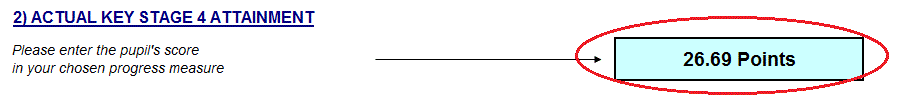 2) ACTUAL KEY STAGE 4 ATTAINMENT
Please enter the pupil's score
in your chosen progress measure
26.69 Points